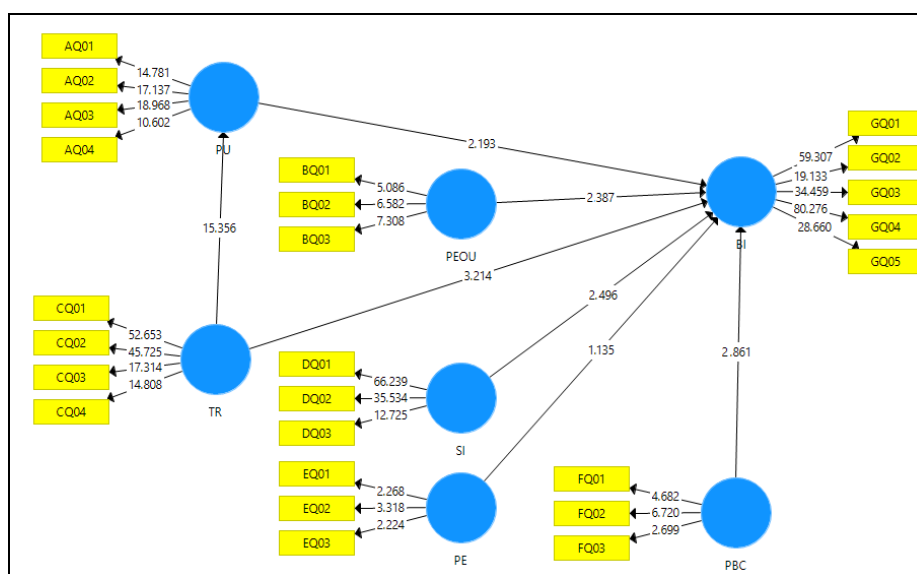 AQ01
14.781
AQ02
17.137
AQ03
18.968
AQ04
10.602
PU
2.193
BQ01
5.086
BQ02
6.582
BQ03
7.308
PEOU
2.387
GQ01
59.307
GQ02
19.133
GQ03
34.459
GQ04
80.276
GQ05
28.660
BI
15.356
3.214
CQ01
52.653
CQ02
45.725
CQ03
17.314
CQ04
14.808
TR
2.496
1.135
2.861
DQ01
66.239
DQ02
35.534
DQ03
12.725
SI
EQ01
2.268
EQ02
3.318
EQ03
2.224
PE
FQ01
4.682
FQ02
6.720
FQ03
2.699
PBC